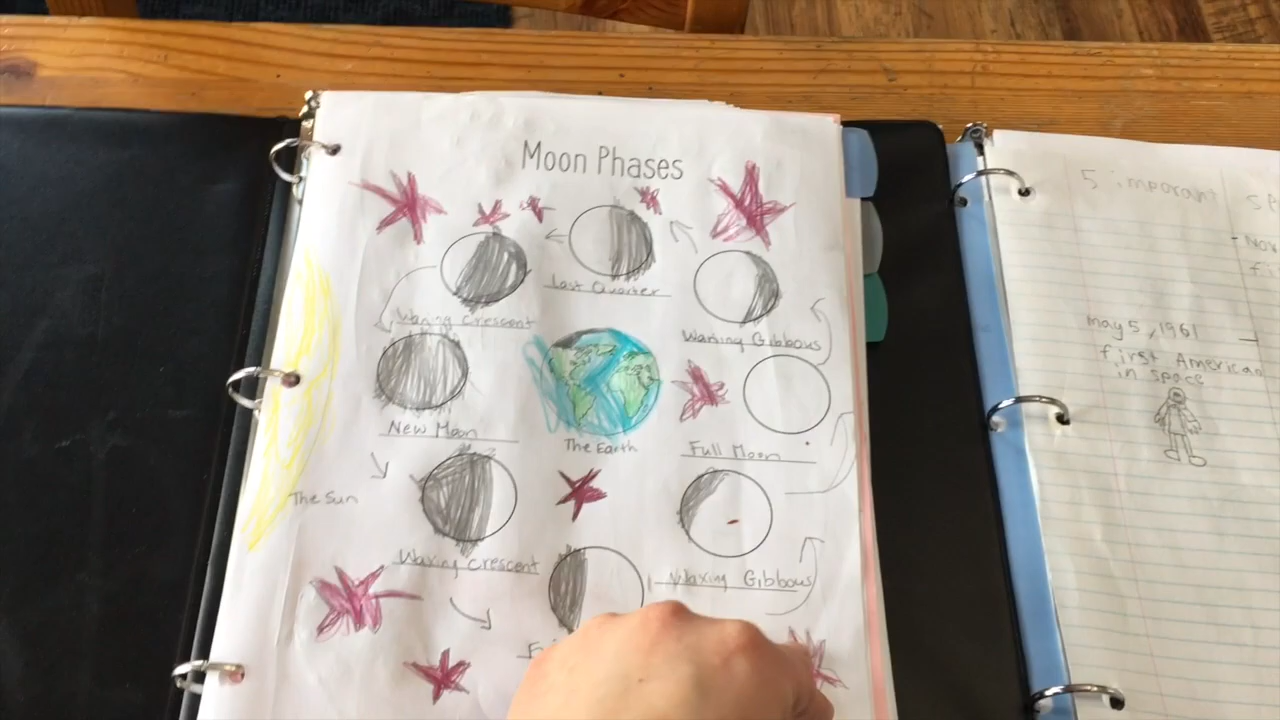 Moon Phases
Last Quarter
Waning Crescent
Waning Gibbous
New Moon
The Earth
Full Moon
The Sun
Waxing Crescent
Waxing Gibbous
5 imporant
may 5, 1961
first American
in space